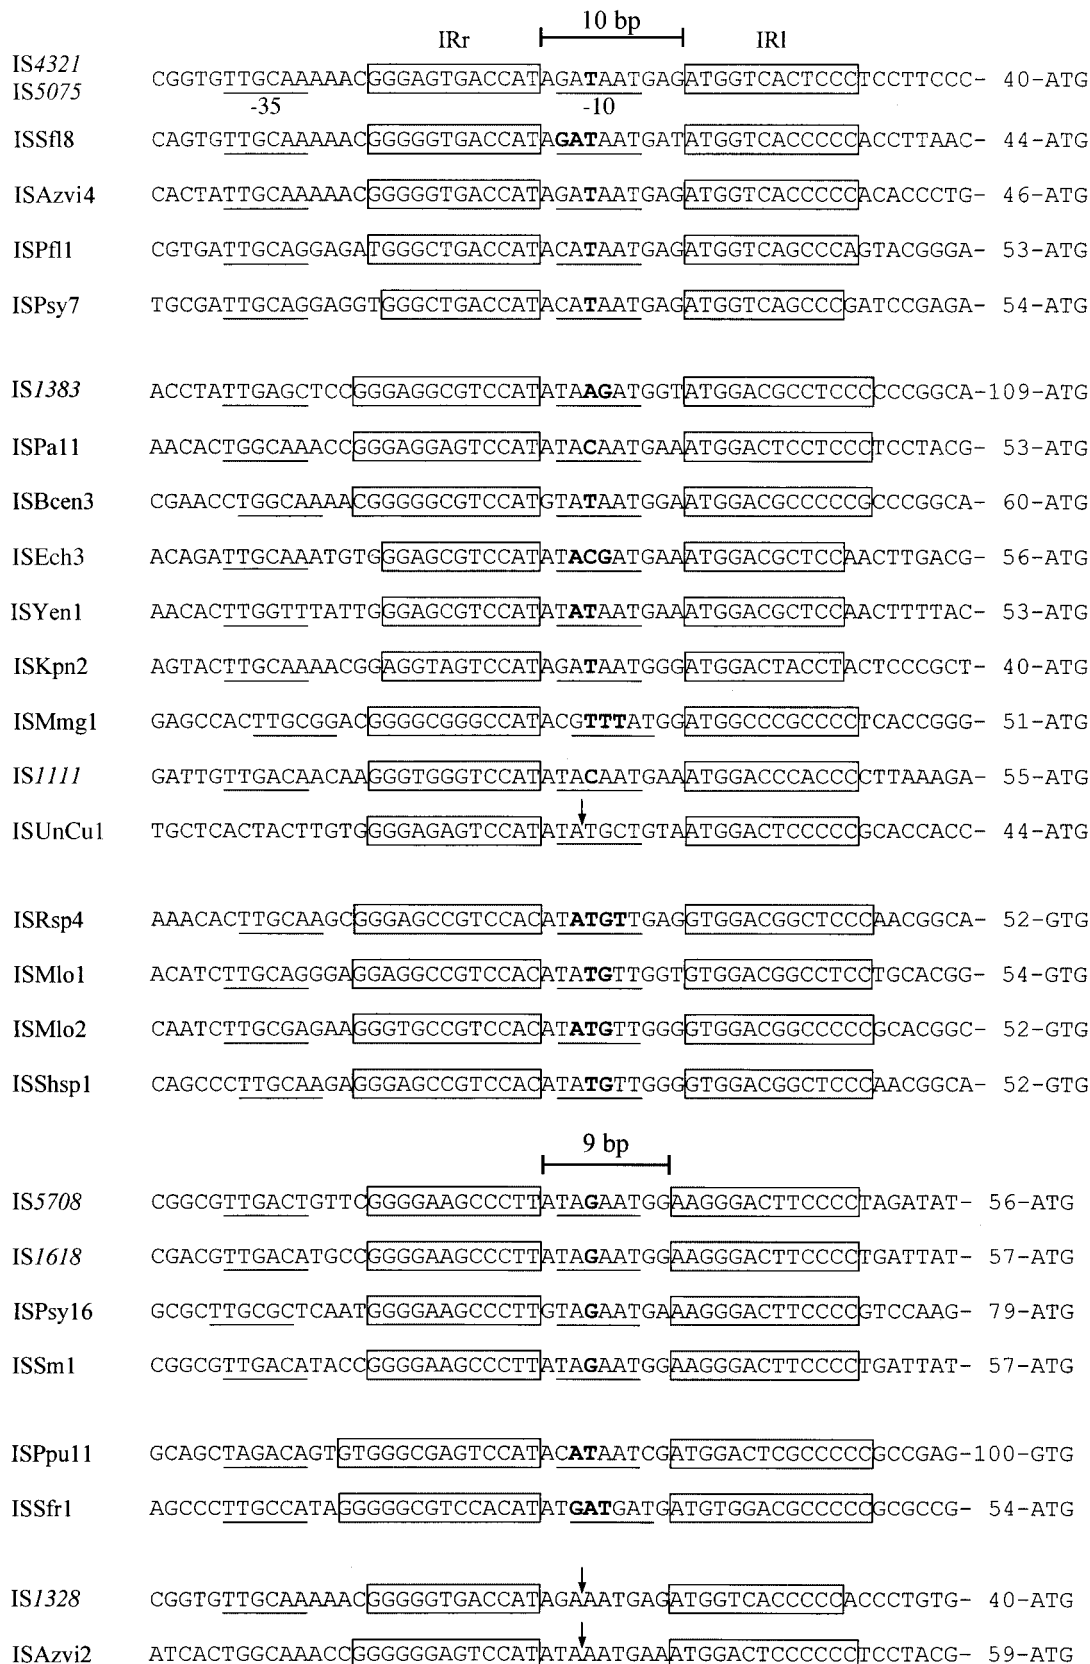 10 bp
IRr IRl
IS4321
IS5075
CGGTGTTGCAAAAACGGGAGTGACCATAGATAATGAGATGGTCACTCCCTCCTTCCC- 40-ATG
-35 -10
ISSfl8 CAGTGTTGCAAAAACGGGGGTGACCATAGATAATGATATGGTCACCCCCACCTTAAC- 44-ATG
ISAzvi4 CACTATTGCAAAAACGGGGGTGACCATAGATAATGAGATGGTCACCCCCACACCCTG- 46-ATG
ISPfl1 CGTGATTGCAGGAGATGGGCTGACCATACATAATGAGATGGTCAGCCCAGTACGGGA- 53-ATG
ISPsy7 TGCGATTGCAGGAGGTGGGCTGACCATACATAATGAGATGGTCAGCCCGATCCGAGA- 54-ATG
IS1383 ACCTATTGAGCTCCGGGAGGCGTCCATATAAGATGGTATGGACGCCTCCCCCCGGCA-109-ATG
ISPa11 AACACTGGCAAACCGGGAGGAGTCCATATACAATGAAATGGACTCCTCCCTCCTACG- 53-ATG
ISBcen3 CGAACCTGGCAAAACGGGGGCGTCCATGTATAATGGAATGGACGCCCCCGCCCGGCA- 60-ATG
ISEch3 ACAGATTGCAAATGTGGGAGCGTCCATATACGATGAAATGGACGCTCCAACTTGACG- 56-ATG
ISYen1 AACACTTGGTTTATTGGGAGCGTCCATATATAATGAAATGGACGCTCCAACTTTTAC- 53-ATG
ISKpn2 AGTACTTGCAAAACGGAGGTAGTCCATAGATAATGGGATGGACTACCTACTCCCGCT- 40-ATG
ISMmg1 GAGCCACTTGCGGACGGGGCGGGCCATACGTTTATGGATGGCCCGCCCCTCACCGGG- 51-ATG
IS1111 GATTGTTGACAACAAGGGTGGGTCCATATACAATGAAATGGACCCACCCCTTAAAGA- 55-ATG
ISUnCu1 TGCTCACTACTTGTGGGGAGAGTCCATATATGCTGTAATGGACTCCCCCGCACCACC- 44-ATG
ISRsp4 AAACACTTGCAAGCGGGAGCCGTCCACATATGTTGAGGTGGACGGCTCCCAACGGCA- 52-GTG
ISMlo1 ACATCTTGCAGGGAGGAGGCCGTCCACATATGTTGGTGTGGACGGCCTCCTGCACGG- 54-GTG
ISMlo2 CAATCTTGCGAGAAGGGTGCCGTCCACATATGTTGGGGTGGACGGCCCCCGCACGGC- 52-GTG
ISShsp1 CAGCCCTTGCAAGAGGGAGCCGTCCACATATGTTGGGGTGGACGGCTCCCAACGGCA- 52-GTG
9 bp
IS5708 CGGCGTTGACTGTTCGGGGAAGCCCTTATAGAATGGAAGGGACTTCCCCTAGATAT- 56-ATG
IS1618 CGACGTTGACATGCCGGGGAAGCCCTTATAGAATGGAAGGGACTTCCCCTGATTAT- 57-ATG
ISPsy16 GCGCTTGCGCTCAATGGGGAAGCCCTTGTAGAATGAAAGGGACTTCCCCGTCCAAG- 79-ATG
ISSm1 CGGCGTTGACATACCGGGGAAGCCCTTATAGAATGGAAGGGACTTCCCCTGATTAT- 57-ATG
ISPpu11 GCAGCTAGACAGTGTGGGCGAGTCCATACATAATCGATGGACTCGCCCCCGCCGAG-100-GTG
ISSfr1 AGCCCTTGCCATAGGGGGCGTCCACATATGATGATGATGTGGACGCCCCCGCGCCG- 54-ATG
IS1328 CGGTGTTGCAAAAACGGGGGTGACCATAGAAATGAGATGGTCACCCCCACCCTGTG- 40-ATG
ISAzvi2 ATCACTGGCAAACCGGGGGGAGTCCATATAAATGAAATGGACTCCCCCCTCCTACG- 59-ATG